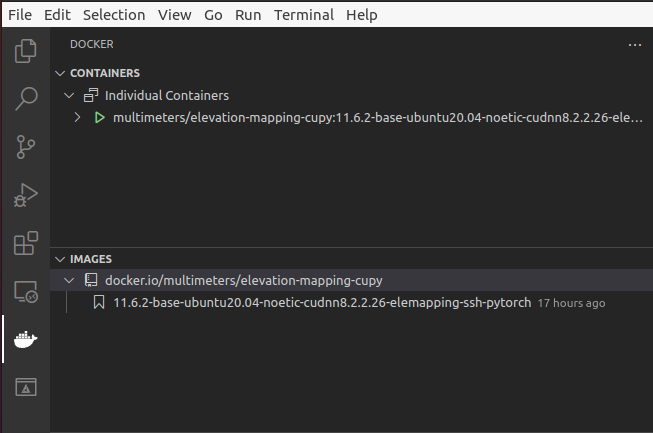 File Edit Selection View Go Run Terminal Help
DOCKER
CONTAINERS
Individual Containers
multimeters/elevation-mapping-cupy:11.6.2-base-ubuntu20.04-noetic-cudnn8.2.2.26-ele...
IMAGES
docker.io/multimeters/elevation-mapping-cupy
11.6.2-base-ubuntu20.04-noetic-cudnn8.2.2.26-elemapping-ssh-pytorch 17 hours ago